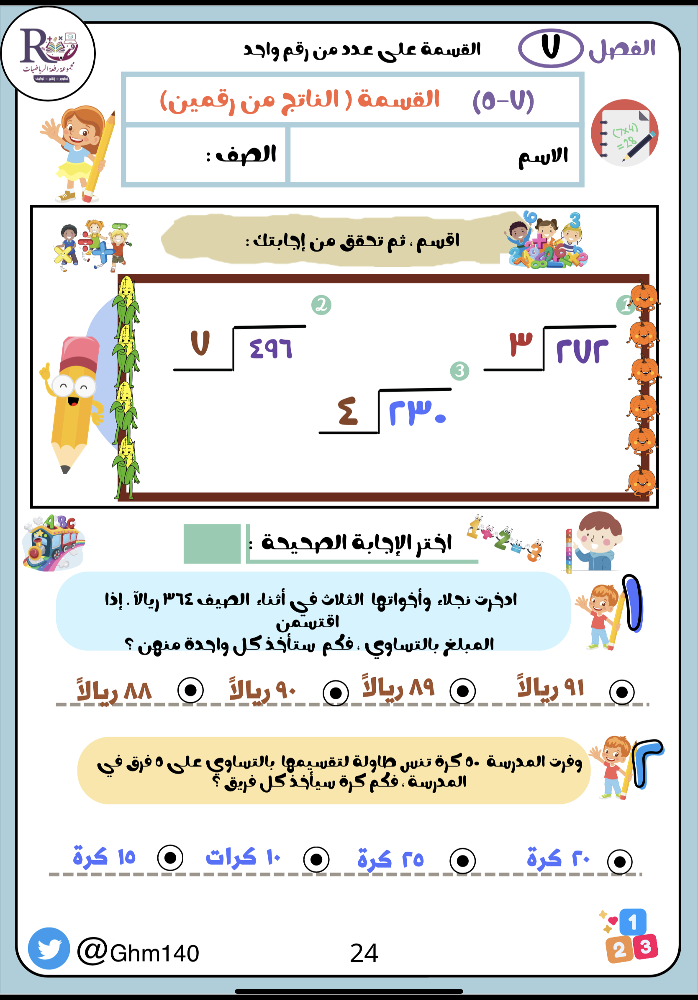 الفصل ٧ القسمة على عدد من رقم واحد
R
مجموعة رفعة الرياضيات
تطوير - إنتاج - توثيق
(٧-٥) القسمة ( الناتج من رقمين)
الاسم
الصف :
(7x4)
=28
اقسم ، ثم تحقق من إجابتك :
1
٣ ٢٧٢
2
٧ ٤٩٦
3
٤ ٢٣٠
اختر الإجابة الصحيحة :
1+2=3
ABC
١
ادخرت نجلاء وأخواتها الثلاث في أثناء الصيف ٣٦٤ ريالاً . إذا
اقتسمن
المبلغ بالتساوي ، فكم ستأخذ كل واحدة منهن ؟
٩١ ريالاً ٨٩ ريالاً ٩٠ ريالاً ٨٨ ريالاً
٢
وفرت المدرسة ٥٠ كرة تنس طاولة لتقسيمها بالتساوي على ٥ فرق في
المدرسة ، فكم كرة سيأخذ كل فريق ؟
٢٠ كرة ٢٥ كرة ١٠ كرات ١٥ كرة
@Ghm140
24
1
2 3